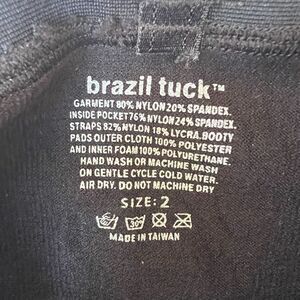 brazil tuck™
GARMENT 80% NYLON 20% SPANDEX.
INSIDE POCKET 76% NYLON 24% SPANDEX.
STRAPS 82% NYLON 18% LYCRA. BOOTY
PADS OUTER CLOTH 100% POLYESTER
AND INNER FOAM 100% POLYURETHANE.
HAND WASH OR MACHINE WASH
ON GENTLE CYCLE COLD WATER.
AIR DRY. DO NOT MACHINE DRY
SIZE: 2
30°
MADE IN TAIWAN